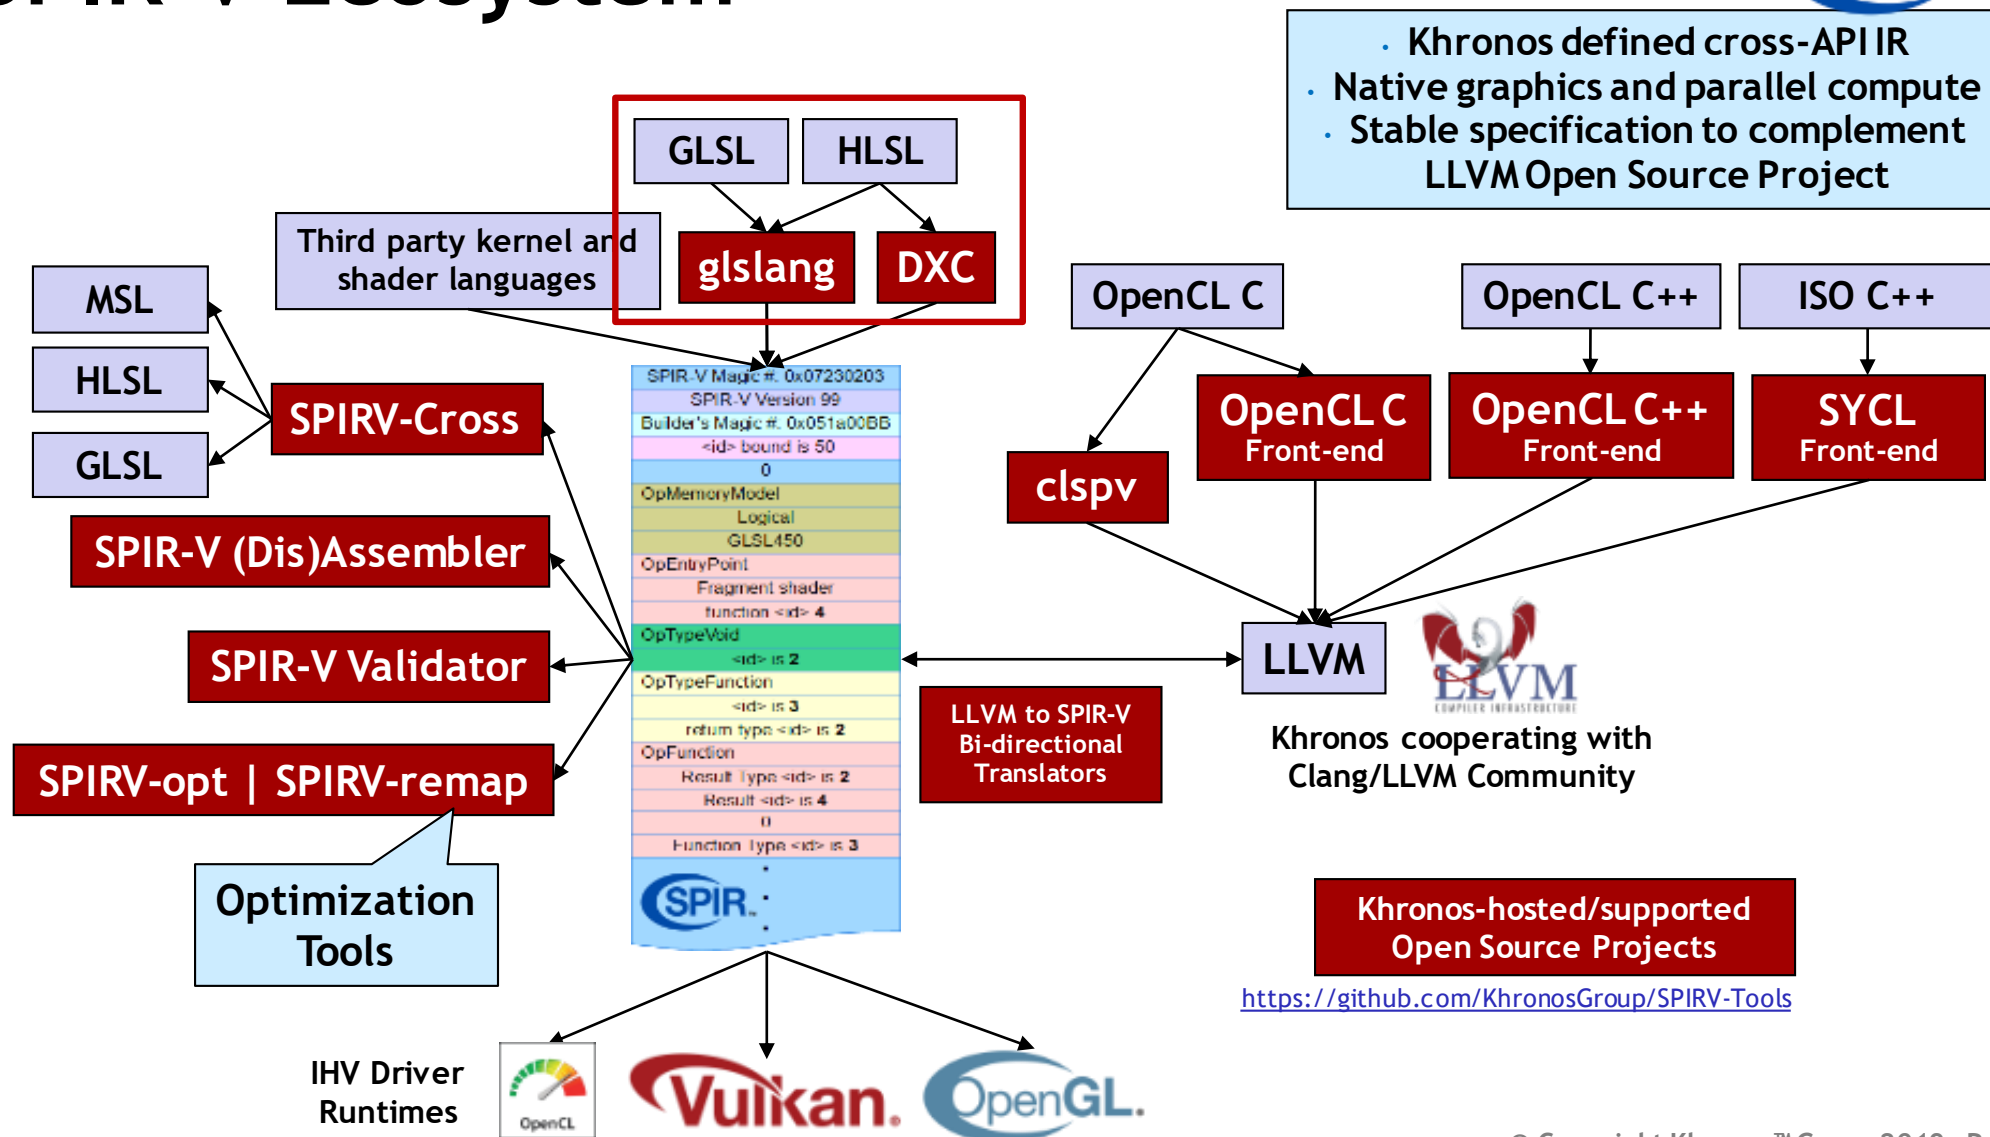 SPIR-V Ecosystem
· Khronos defined cross-API IR
· Native graphics and parallel compute
· Stable specification to complement
LLVM Open Source Project
GLSL
HLSL
Third party kernel and
shader languages
glslang
DXC
MSL
HLSL
GLSL
SPIRV-Cross
SPIR-V (Dis)Assembler
SPIR-V Validator
SPIRV-opt | SPIRV-remap
Optimization
Tools
SPIR-V Magic #: 0x07230203
SPIR-V Version 99
Builder's Magic #: 0x051a00BB
<id> bound is 50
0
OpMemoryModel
Logical
GLSL450
OpEntryPoint
Fragment shader
function <id> 4
OpTypeVoid
<id> is 2
OpTypeFunction
<id> is 3
return type <id> is 2
OpFunction
Result Type <id> is 2
Result <id> is 4
0
Function Type <id> is 3
SPIR™
OpenCL C
OpenCL C++
ISO C++
clspv
OpenCL C
Front-end
OpenCL C++
Front-end
SYCL
Front-end
LLVM
LLVM
COMPILER INFRASTRUCTURE
LLVM to SPIR-V
Bi-directional
Translators
Khronos cooperating with
Clang/LLVM Community
Khronos-hosted/supported
Open Source Projects
https://github.com/KhronosGroup/SPIRV-Tools
IHV Driver
Runtimes
OpenCL
Vulkan®
OpenGL®